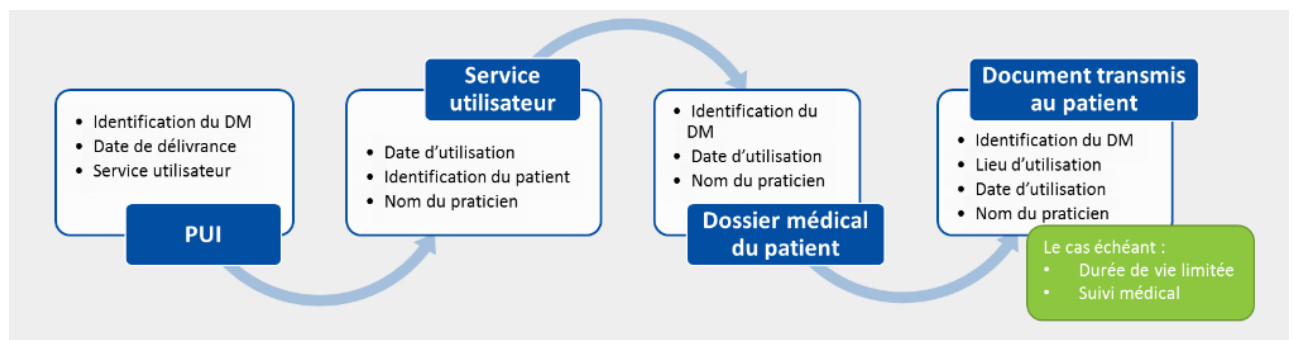 • Identification du DM
• Date de délivrance
• Service utilisateur
PUI
Service
utilisateur
• Date d'utilisation
• Identification du patient
• Nom du praticien
• Identification du
DM
• Date d'utilisation
• Nom du praticien
Dossier médical
du patient
Document transmis
au patient
• Identification du DM
• Lieu d'utilisation
• Date d'utilisation
• Nom du praticien
Le cas échéant :
• Durée de vie limitée
• Suivi médical